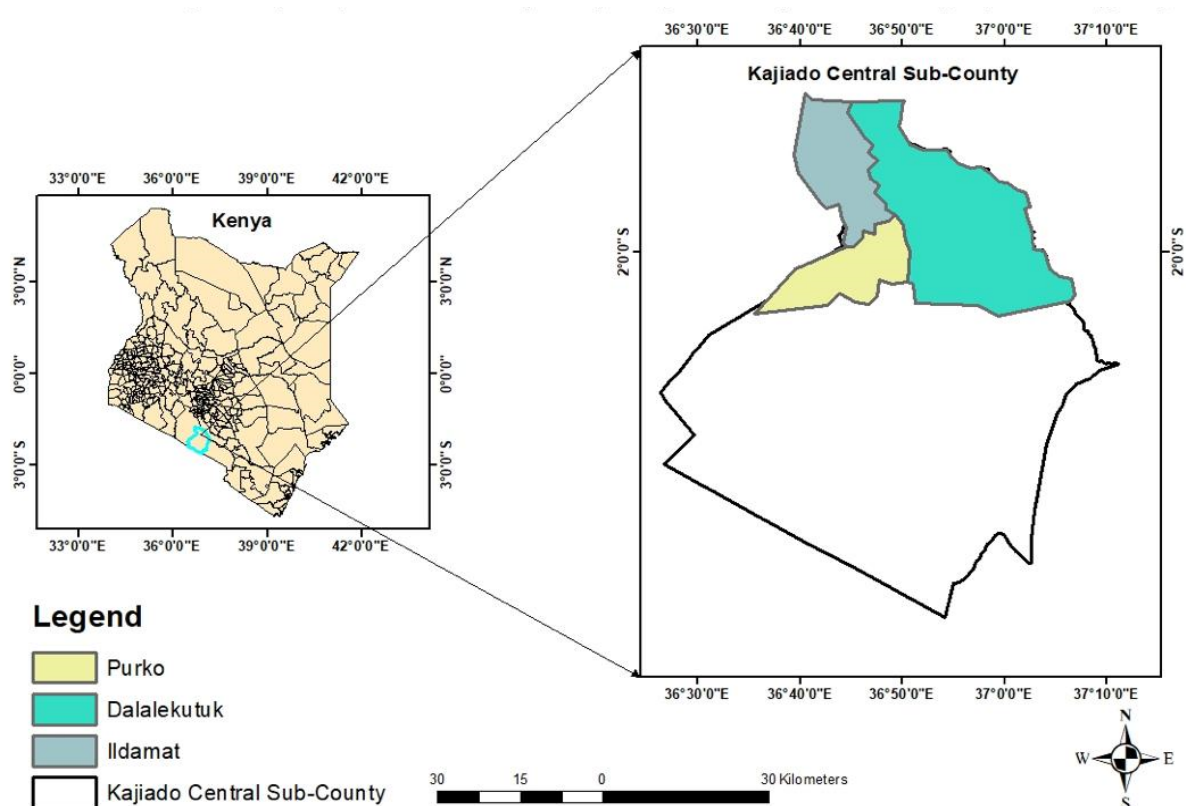 36°30'0"E 36°40'0"E 36°50'0"E 37°0'0"E 37°10'0"E
Kajiado Central Sub-County
2°0'0"S 2°0'0"S
36°30'0"E 36°40'0"E 36°50'0"E 37°0'0"E 37°10'0"E
33°0'0"E 36°0'0"E 39°0'0"E 42°0'0"E
Kenya
3°0'0"N 3°0'0"N
0°0'0" 0°0'0"
3°0'0"S 3°0'0"S
33°0'0"E 36°0'0"E 39°0'0"E 42°0'0"E
Legend
Purko
Dalalekutuk
Ildamat
Kajiado Central Sub-County
30 15 0 30 Kilometers
N
W E
S